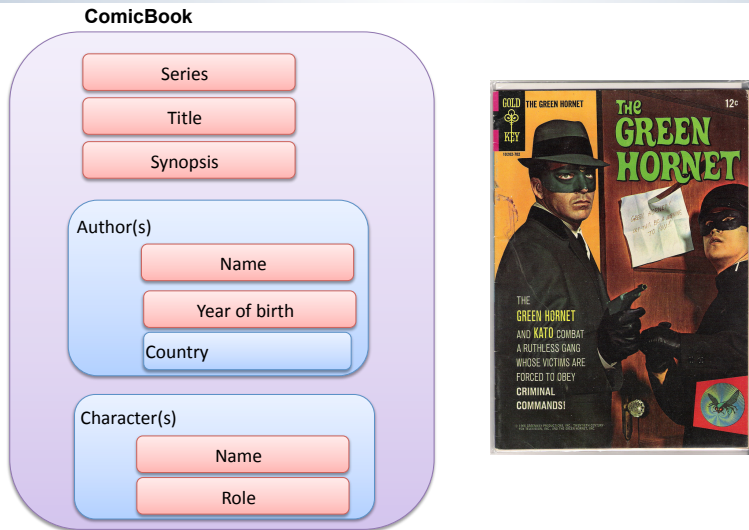 ComicBook
Series
Title
Synopsis
Author(s)
Name
Year of birth
Country
Character(s)
Name
Role
GOLD
KEY
THE GREEN HORNET
THE
GREEN
HORNET
12c
THE
GREEN HORNET
AND KATO COMBAT
A RUTHLESS GANG
WHOSE VICTIMS ARE
FORCED TO OBEY
CRIMINAL
COMMANDS!